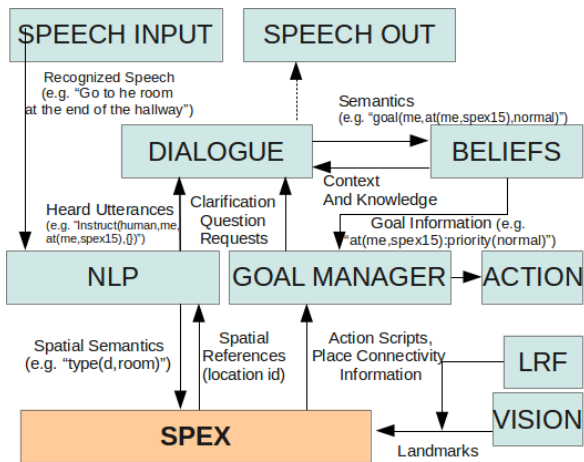 SPEECH INPUT
SPEECH OUT
Recognized Speech
(e.g. “Go to he room
at the end of the hallway”)
Semantics
(e.g. “goal(me,at(me,spex15),normal)”)
DIALOGUE
BELIEFS
Context
And Knowledge
Heard Utterances
(e.g. “Instruct(human,me,
at(me,spex15),{})”)
Clarification
Question
Requests
Goal Information (e.g.
“at(me,spex15):priority(normal)”)
NLP
GOAL MANAGER
ACTION
Spatial Semantics
(e.g. “type(d,room)”)
Spatial
References
(location id)
Action Scripts,
Place Connectivity
Information
LRF
VISION
SPEX
Landmarks